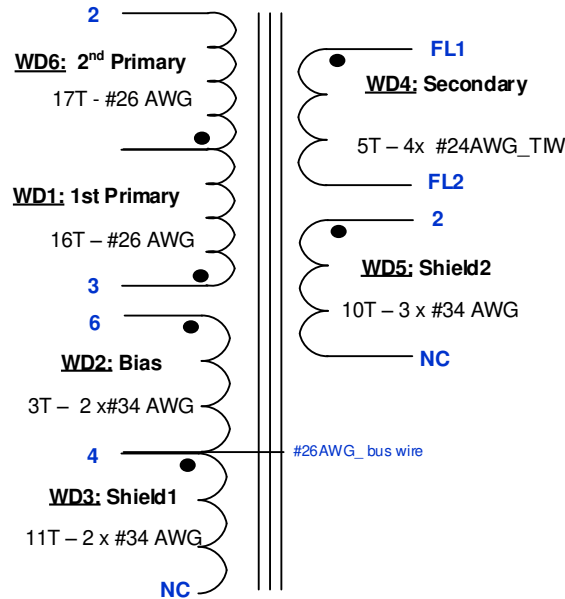 2
WD6: 2nd Primary
17T - #26 AWG
WD1: 1st Primary
16T – #26 AWG
3
6
WD2: Bias
3T – 2 x#34 AWG
4
WD3: Shield1
11T – 2 x #34 AWG
NC
FL1
WD4: Secondary
5T – 4x #24AWG_TIW
FL2
2
WD5: Shield2
10T – 3 x #34 AWG
NC
#26AWG_ bus wire